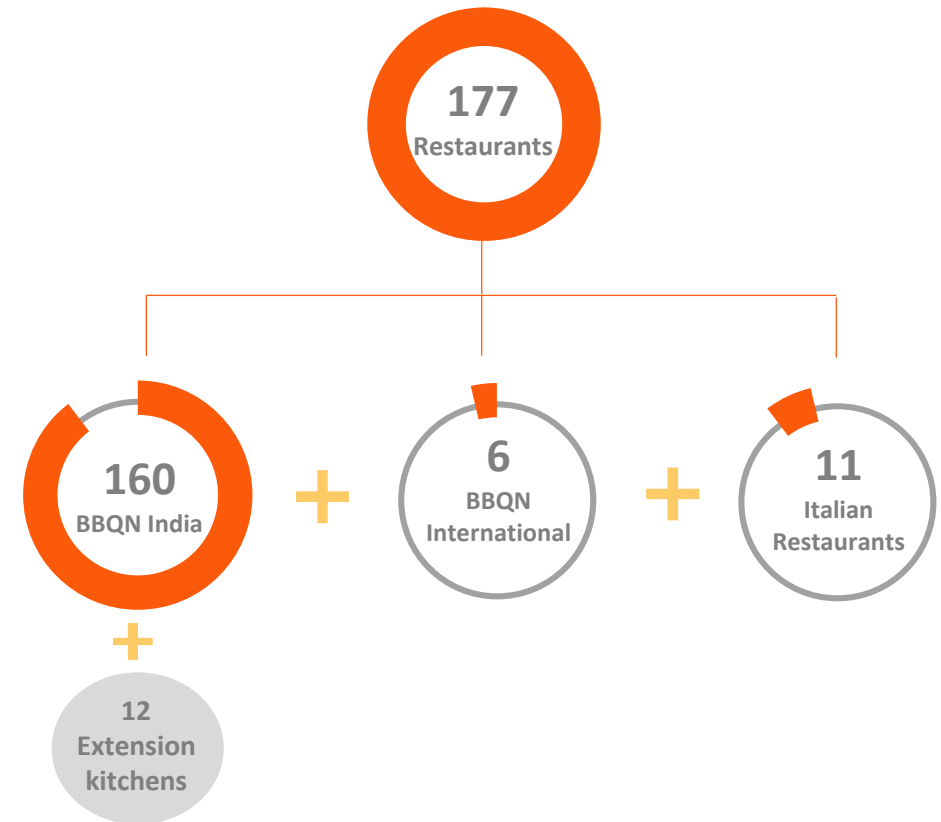 177
Restaurants
160
BBQN India
6
BBQN
International
11
Italian
Restaurants
12
Extension
kitchens